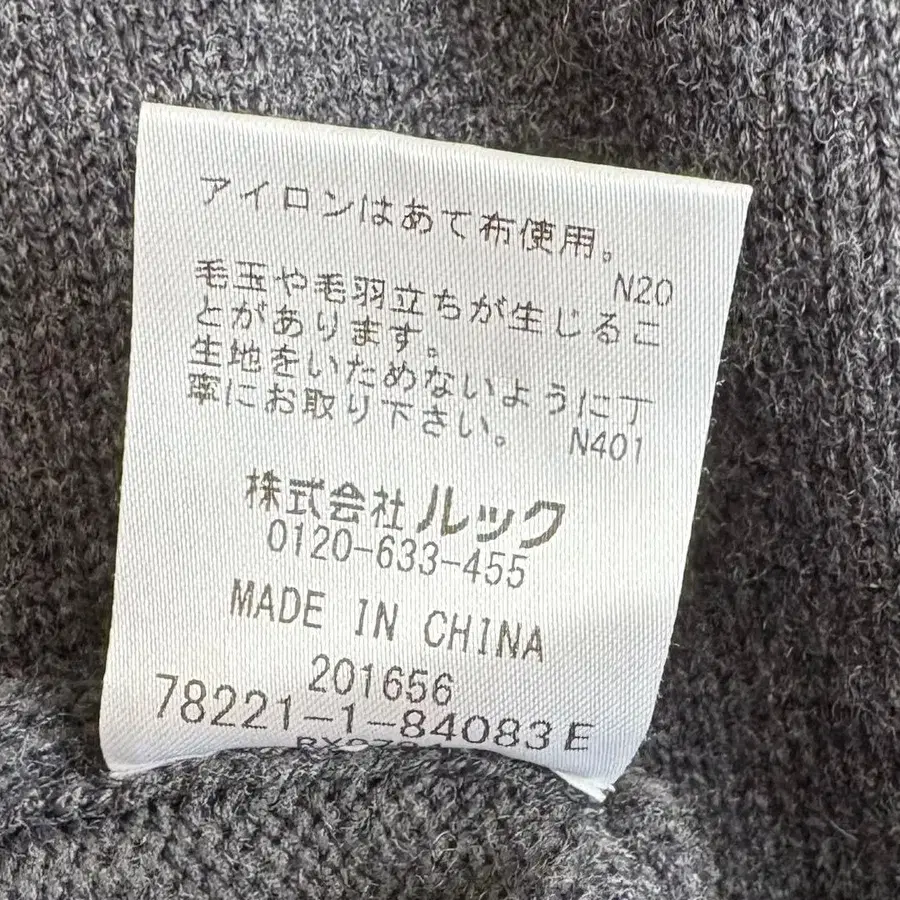 アイロンはあて布使用。
N20
毛玉や毛羽立ちが生じるこ
とがあります。
生地をいためないように丁
寧にお取り下さい。 N401
株式会社ルック
0120-633-455
MADE IN CHINA
201656
78221-1-84083E